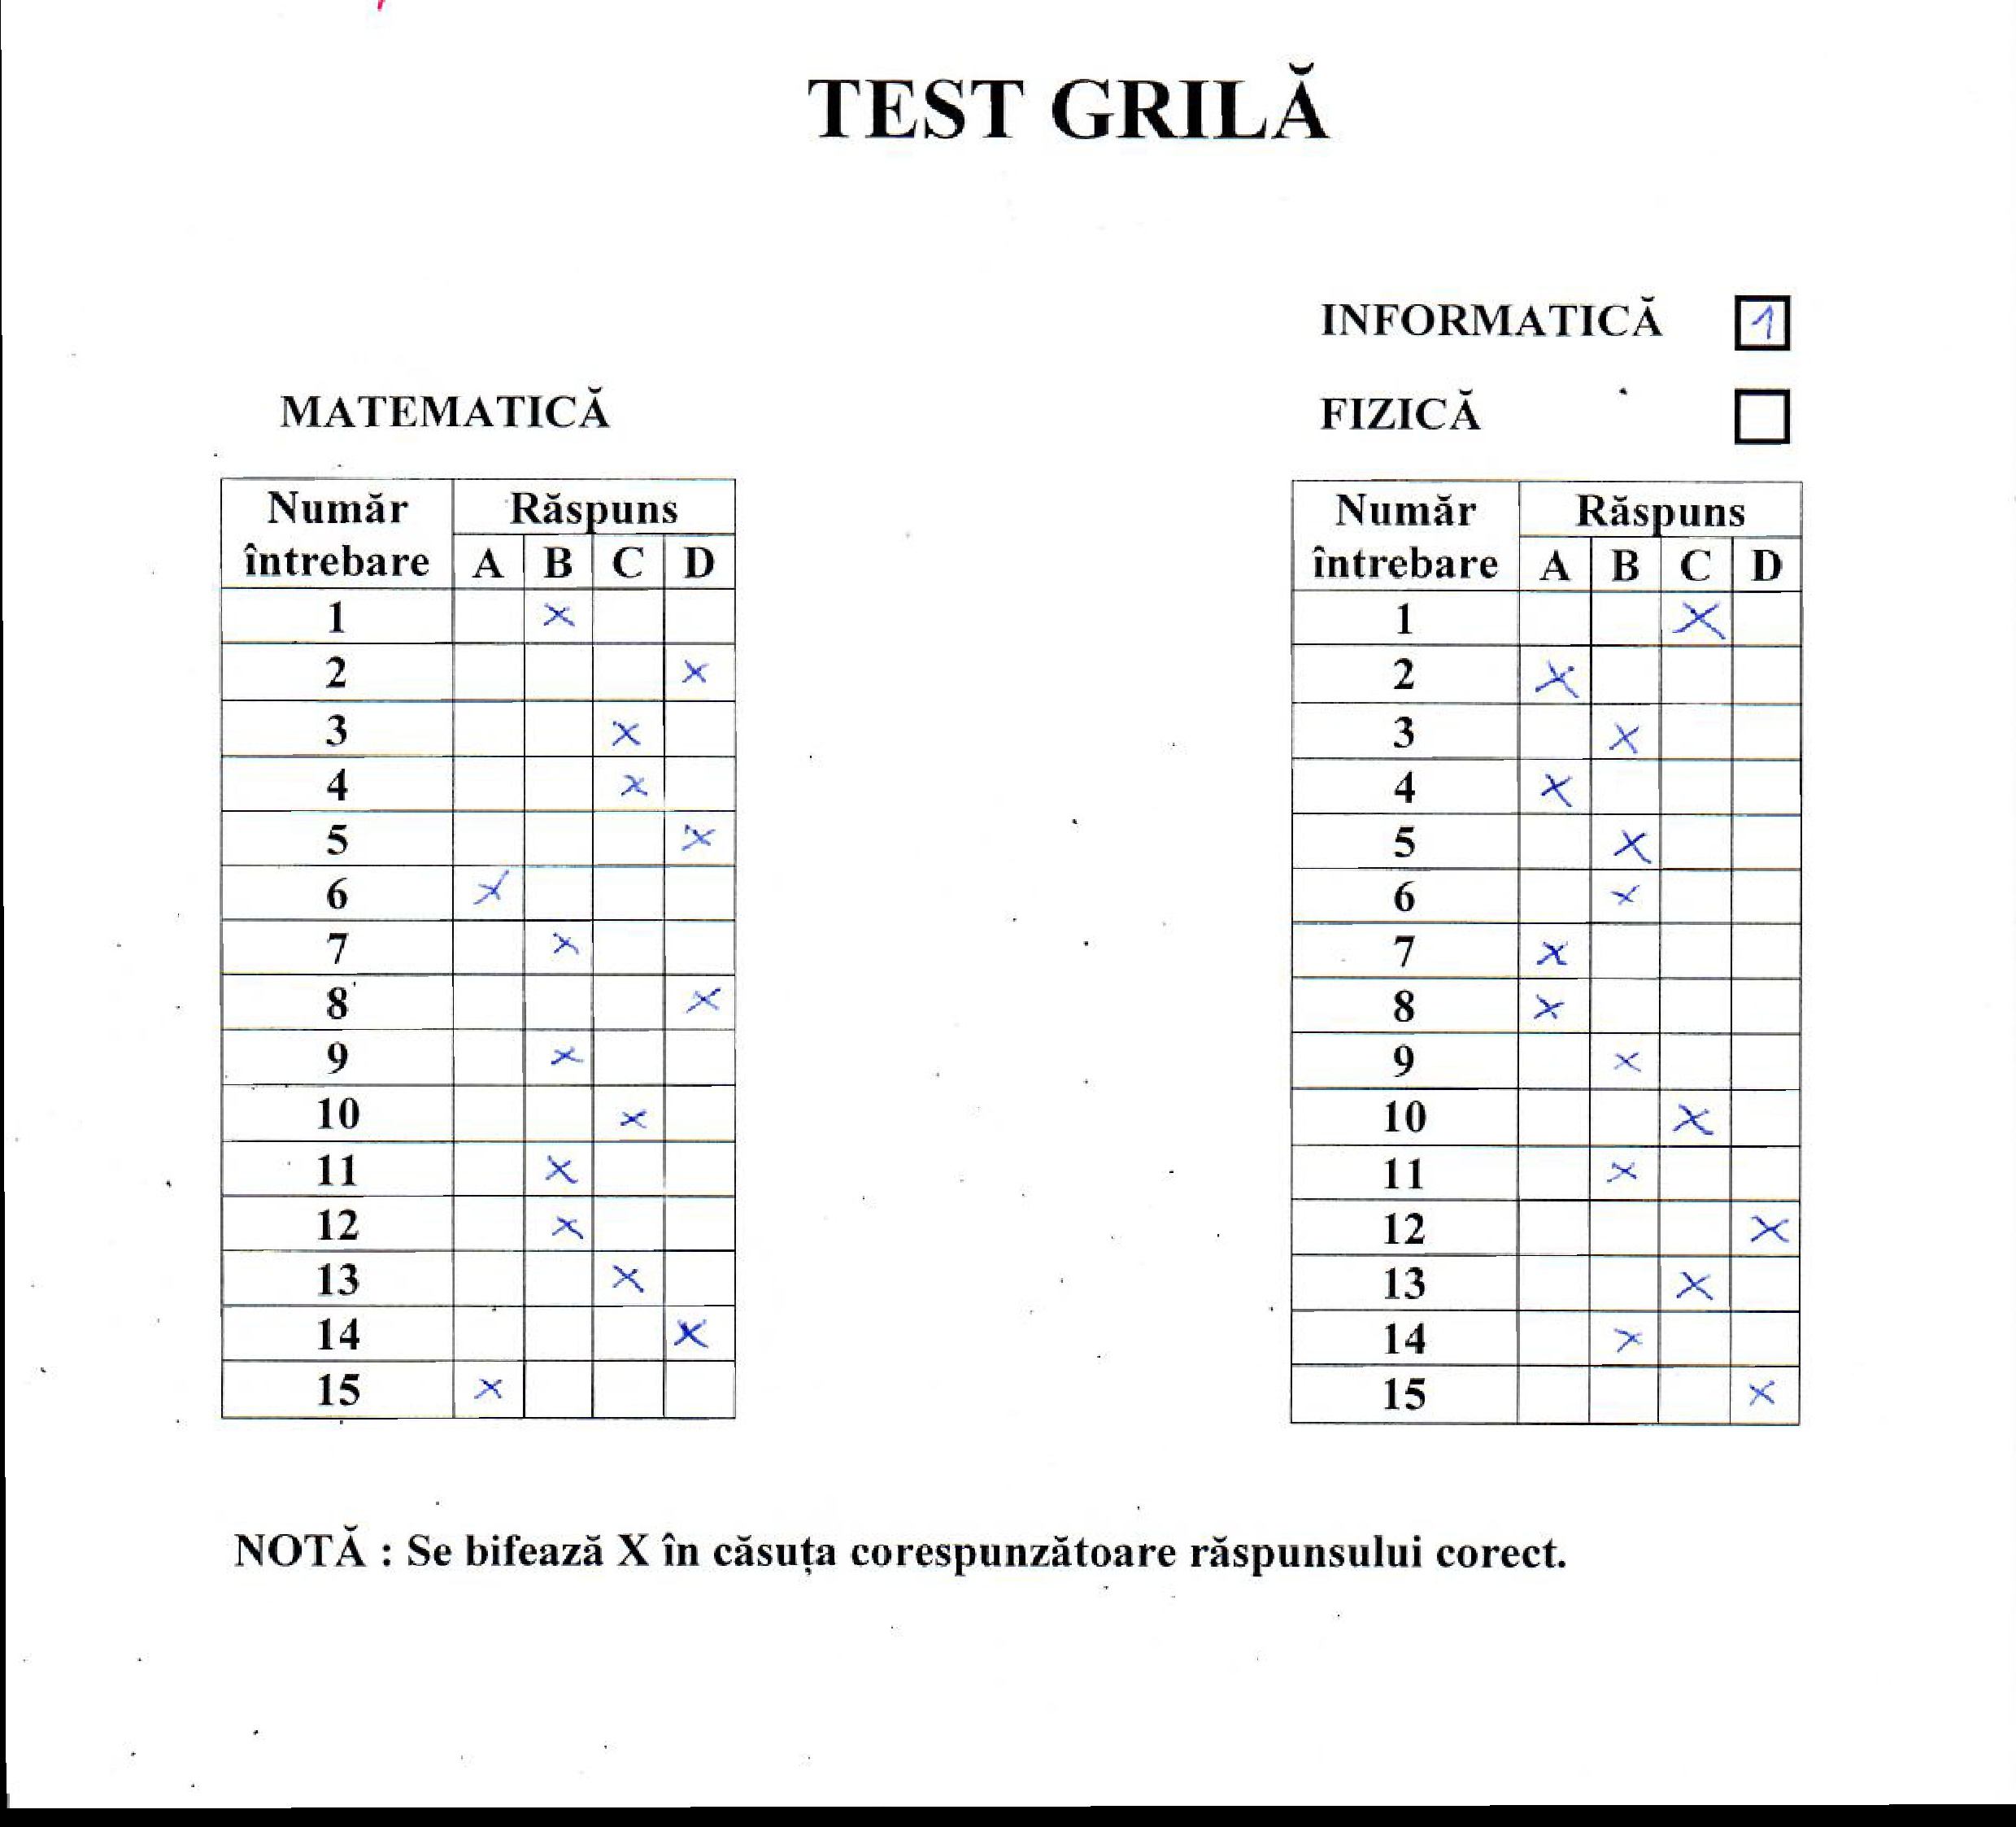 TEST GRILĂ
INFORMATICĂ 1
MATEMATICĂ
FIZICĂ
Număr întrebare Răspuns
A B C D
1 X
2 X
3 X
4 X
5 X
6 X
7 X
8 X
9 X
10 X
11 X
12 X
13 X
14 X
15 X
Număr întrebare Răspuns
A B C D
1 X
2 X
3 X
4 X
5 X
6 X
7 X
8 X
9 X
10 X
11 X
12 X
13 X
14 X
15 X
NOTĂ : Se bifează X în căsuța corespunzătoare răspunsului corect.